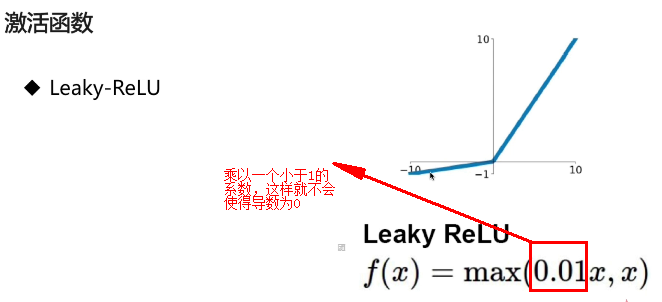 激活函数
◆ Leaky-ReLU
10
-10
-1
10
乘以一个小于1的
系数，这样就不会
使得导数为0
Leaky ReLU
f(x) = max(0.01x, x)